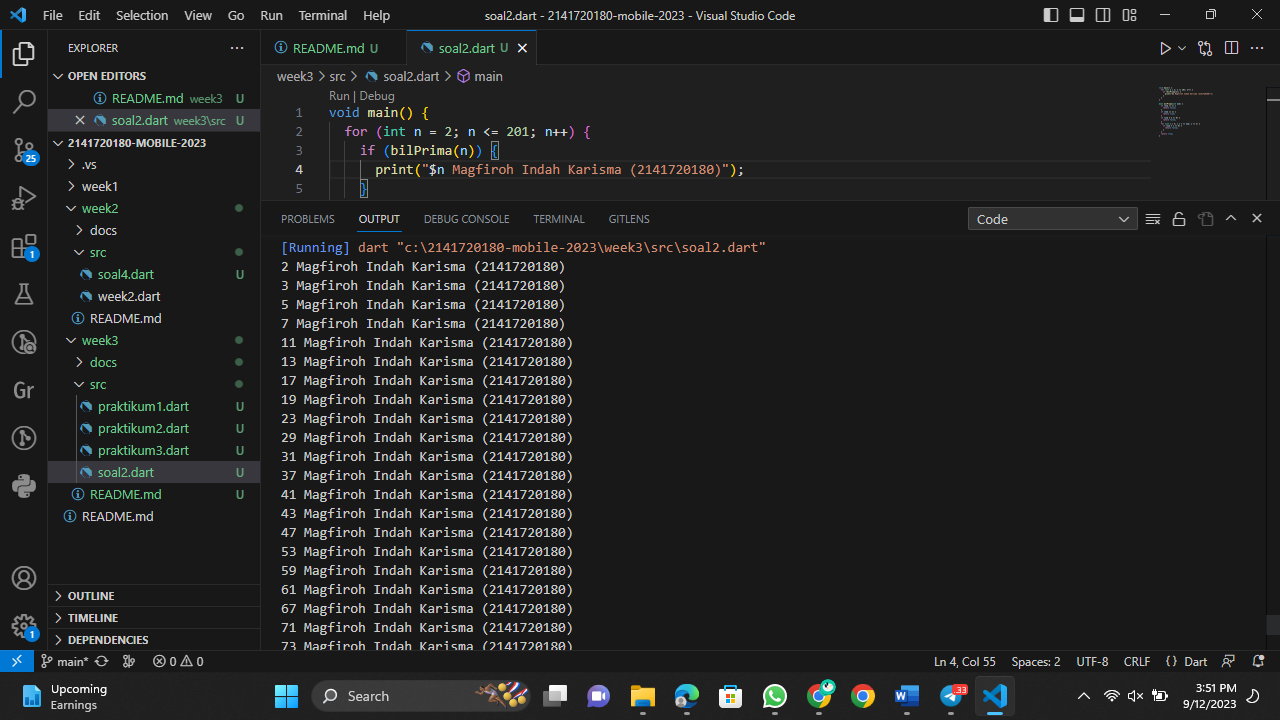 File Edit Selection View Go Run Terminal Help
soal2.dart - 2141720180-mobile-2023 - Visual Studio Code
EXPLORER
OPEN EDITORS
README.md week3 U
soal2.dart week3\src U
2141720180-MOBILE-2023
.vs
week1
week2
docs
src
soal4.dart U
week2.dart
README.md
week3
docs
src
praktikum1.dart U
praktikum2.dart U
praktikum3.dart U
soal2.dart U
README.md U
README.md
OUTLINE
TIMELINE
DEPENDENCIES
25
1
Gr
1
README.md U
soal2.dart U
week3 > src > soal2.dart > main
Run | Debug
1 void main() {
2 for (int n = 2; n <= 201; n++) {
3 if (bilPrima(n)) {
4 print("$n Magfiroh Indah Karisma (2141720180)");
5 }
PROBLEMS OUTPUT DEBUG CONSOLE TERMINAL GITLENS
Code
[Running] dart "c:\2141720180-mobile-2023\week3\src\soal2.dart"
2 Magfiroh Indah Karisma (2141720180)
3 Magfiroh Indah Karisma (2141720180)
5 Magfiroh Indah Karisma (2141720180)
7 Magfiroh Indah Karisma (2141720180)
11 Magfiroh Indah Karisma (2141720180)
13 Magfiroh Indah Karisma (2141720180)
17 Magfiroh Indah Karisma (2141720180)
19 Magfiroh Indah Karisma (2141720180)
23 Magfiroh Indah Karisma (2141720180)
29 Magfiroh Indah Karisma (2141720180)
31 Magfiroh Indah Karisma (2141720180)
37 Magfiroh Indah Karisma (2141720180)
41 Magfiroh Indah Karisma (2141720180)
43 Magfiroh Indah Karisma (2141720180)
47 Magfiroh Indah Karisma (2141720180)
53 Magfiroh Indah Karisma (2141720180)
59 Magfiroh Indah Karisma (2141720180)
61 Magfiroh Indah Karisma (2141720180)
67 Magfiroh Indah Karisma (2141720180)
71 Magfiroh Indah Karisma (2141720180)
73 Magfiroh Indah Karisma (2141720180)
main* 0 0
Ln 4, Col 55 Spaces: 2 UTF-8 CRLF { } Dart
Upcoming
Earnings
Search
33
3:51 PM
9/12/2023